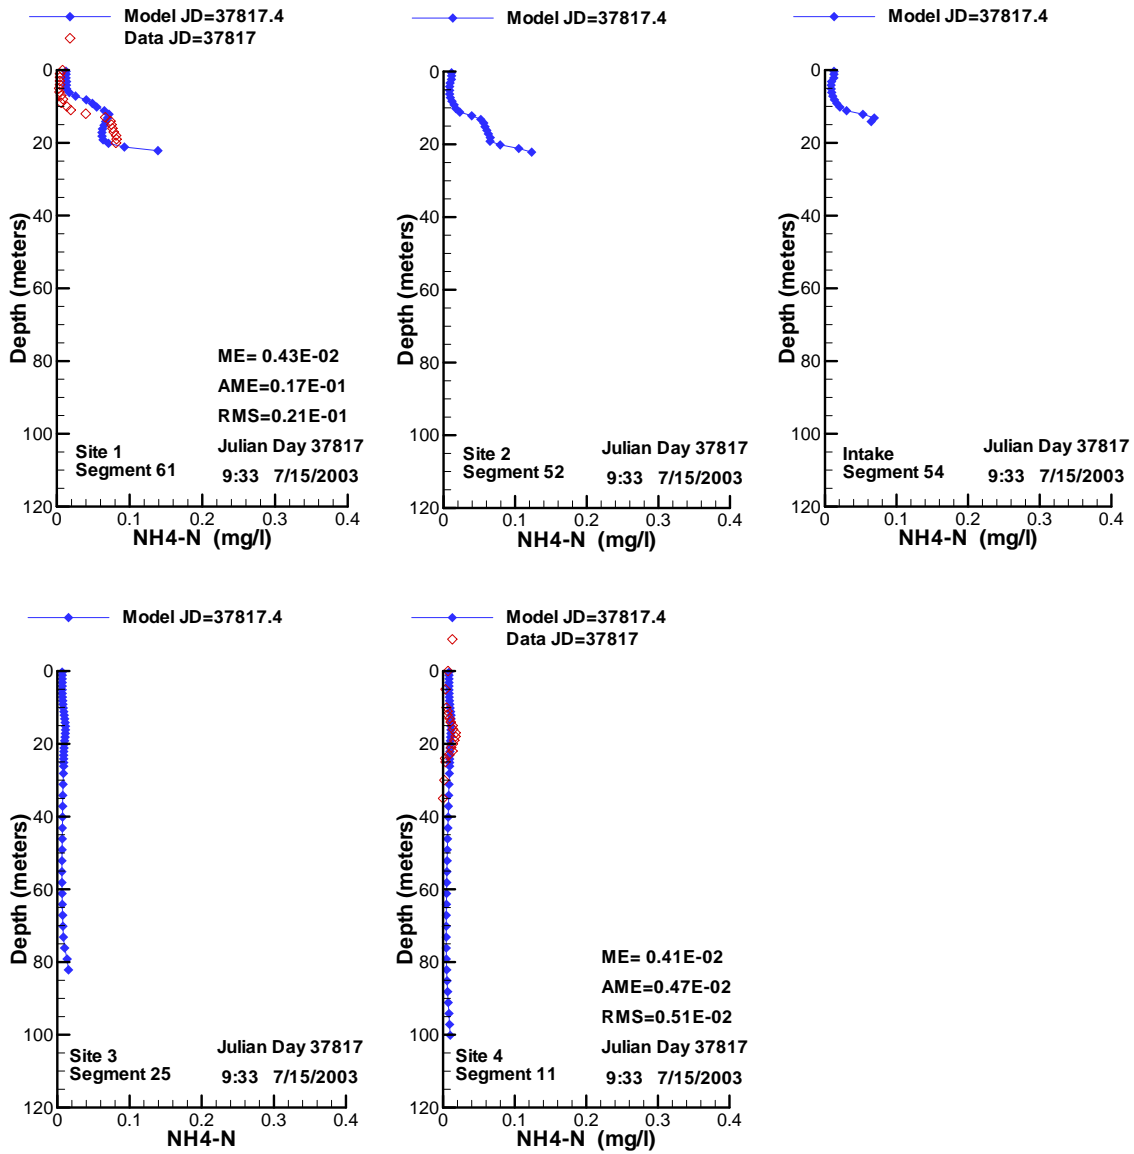 Model JD=37817.4
Data JD=37817
0
20
40
60
80
100
120
Depth (meters)
ME= 0.43E-02
AME=0.17E-01
RMS=0.21E-01
Site 1
Segment 61
Julian Day 37817
9:33 7/15/2003
0 0.1 0.2 0.3 0.4
NH4-N (mg/l)
Model JD=37817.4
0
20
40
60
80
100
120
Depth (meters)
Site 2
Segment 52
Julian Day 37817
9:33 7/15/2003
0 0.1 0.2 0.3 0.4
NH4-N (mg/l)
Model JD=37817.4
0
20
40
60
80
100
120
Depth (meters)
Intake
Segment 54
Julian Day 37817
9:33 7/15/2003
0 0.1 0.2 0.3 0.4
NH4-N (mg/l)
Model JD=37817.4
0
20
40
60
80
100
120
Depth (meters)
Site 3
Segment 25
Julian Day 37817
9:33 7/15/2003
0 0.1 0.2 0.3 0.4
NH4-N
Model JD=37817.4
Data JD=37817
0
20
40
60
80
100
120
Depth (meters)
ME= 0.41E-02
AME=0.47E-02
RMS=0.51E-02
Site 4
Segment 11
Julian Day 37817
9:33 7/15/2003
0 0.1 0.2 0.3 0.4
NH4-N (mg/l)